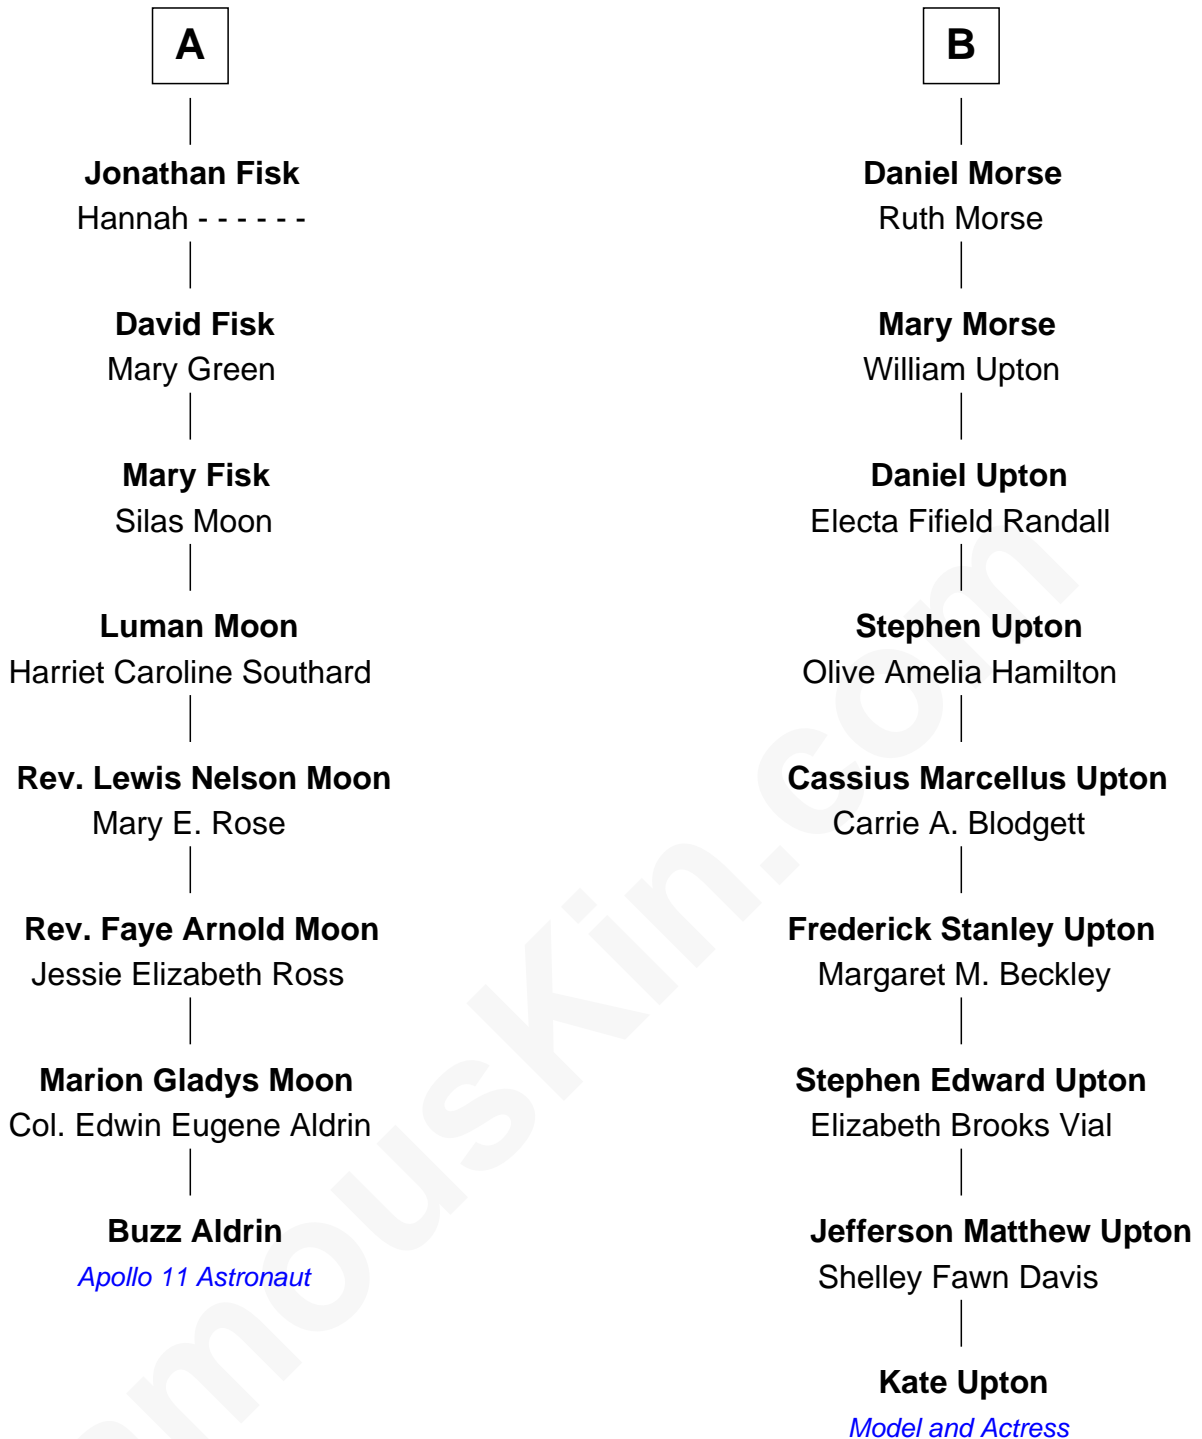 A
Jonathan Fisk
Hannah - - - - - -
David Fisk
Mary Green
Mary Fisk
Silas Moon
Luman Moon
Harriet Caroline Southard
Rev. Lewis Nelson Moon
Mary E. Rose
Rev. Faye Arnold Moon
Jessie Elizabeth Ross
Marion Gladys Moon
Col. Edwin Eugene Aldrin
Buzz Aldrin
Apollo 11 Astronaut
B
Daniel Morse
Ruth Morse
Mary Morse
William Upton
Daniel Upton
Electa Fifield Randall
Stephen Upton
Olive Amelia Hamilton
Cassius Marcellus Upton
Carrie A. Blodgett
Frederick Stanley Upton
Margaret M. Beckley
Stephen Edward Upton
Elizabeth Brooks Vial
Jefferson Matthew Upton
Shelley Fawn Davis
Kate Upton
Model and Actress
mousKin.com